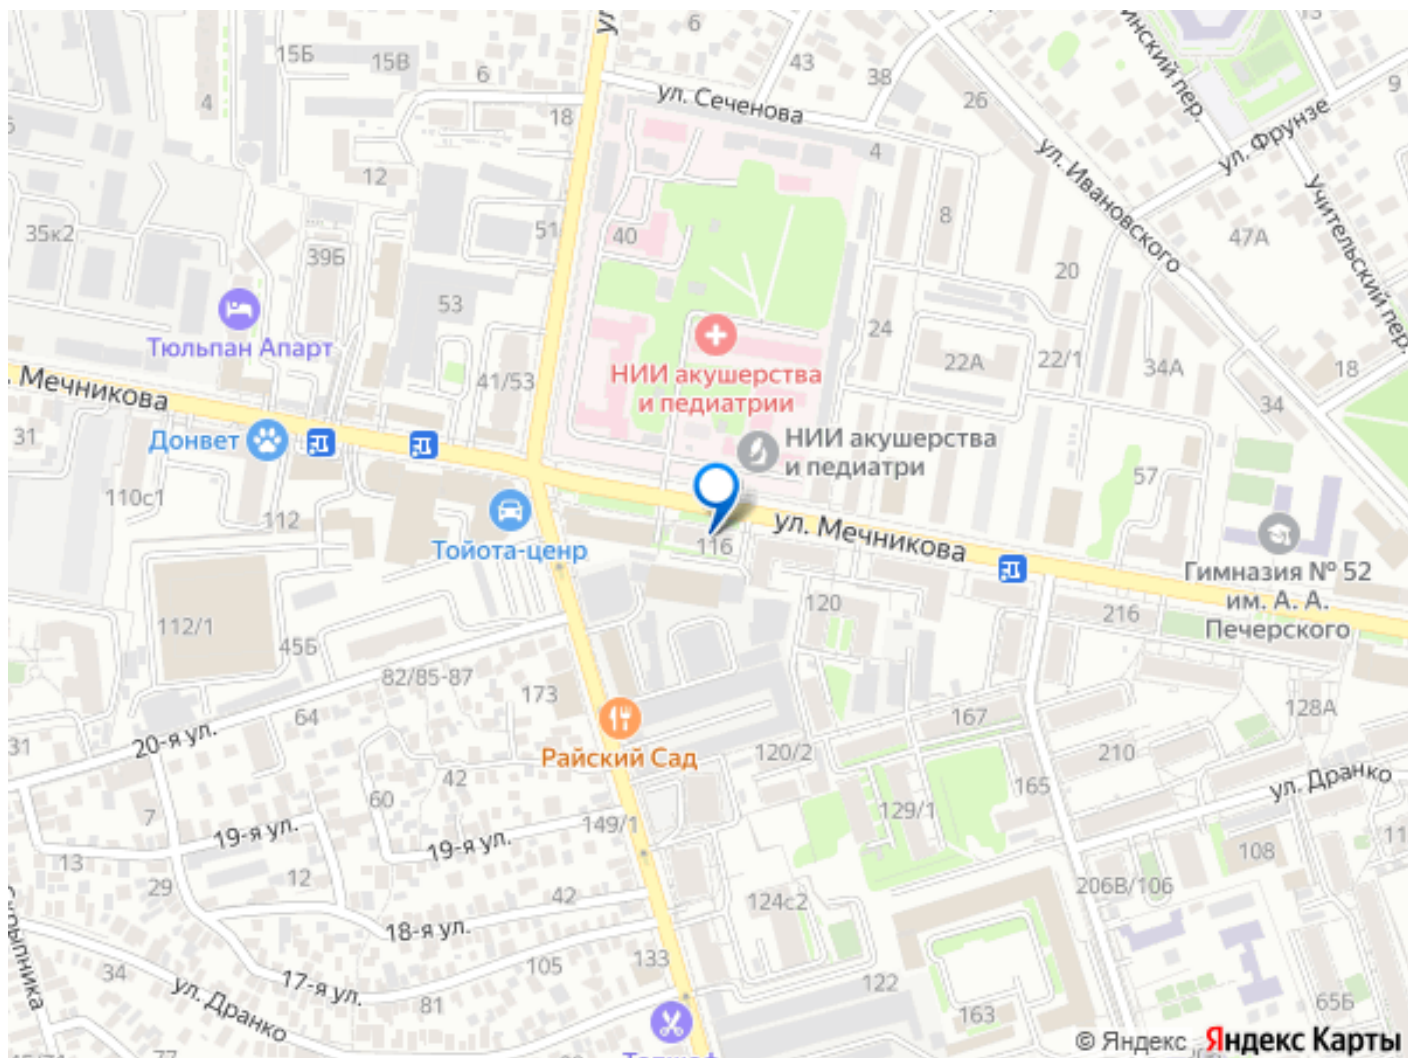 6
43
38
9
15Б
15В
6
26
4
18
ул. Сеченова
ул. Фрунзе
4
12
ул. Ивановского
35к2
39Б
51
40
8
20
47А
Учительский пер.
53
Тюльпан Апарт
24
22А
22/1
34А
18
НИИ акушерства
и педиатрии
41/53
Мечникова
34
31
Донвет
НИИ акушерства
и педиатри
57
110с1
112
Тойота-ценр
116
ул. Мечникова
Гимназия № 52
им. А. А.
Печерского
112/1
45Б
120
216
82/85-87
173
64
20-я ул.
31
167
128А
Райский Сад
42
120/2
210
60
165
ул. Дранко
7
19-я ул.
149/1
129/1
19-я ул.
13
108
11
29
12
42
124с2
206В/106
18-я ул.
34
17-я ул.
105
133
122
ул. Дранко
81
163
65Б
77
© Яндекс Яндекс Карты